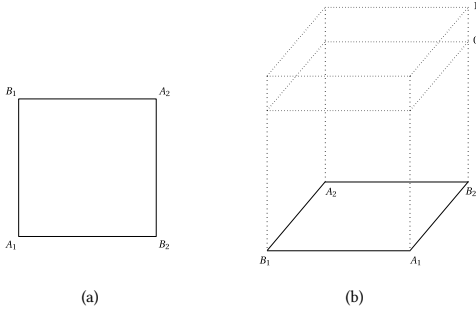 B₁ A₂
A₁ B₂
(a)
A₂ B₂
B₁ A₁
(b)